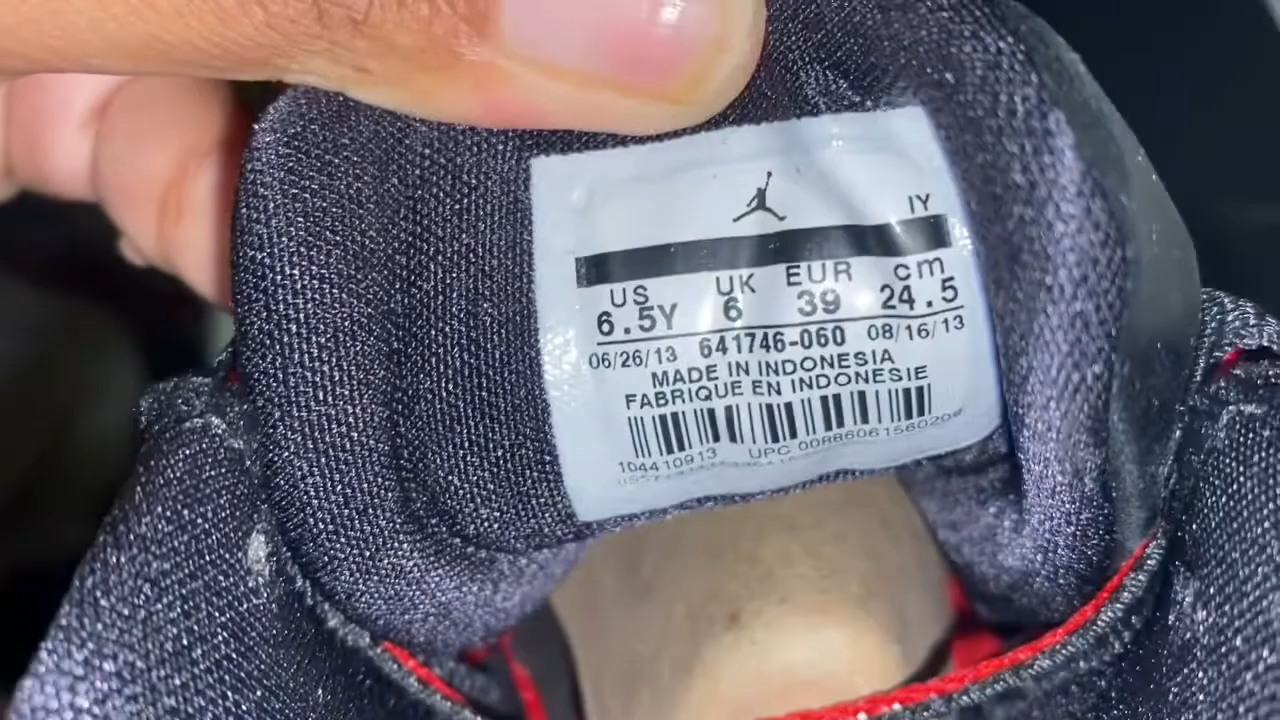 IY
US UK EUR cm
6.5Y 6 39 24.5
06/26/13 641746-060 08/16/13
MADE IN INDONESIA
FABRIQUE EN INDONESIE
104410913 UPC